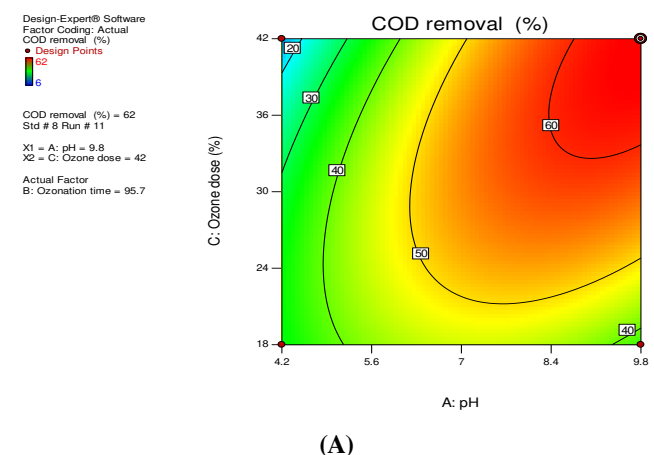 Design-Expert® Software
Factor Coding: Actual
COD removal (%)
Design Points
62
6
COD removal (%) = 62
Std # 8 Run # 11
X1 = A: pH = 9.8
X2 = C: Ozone dose = 42
Actual Factor
B: Ozonation time = 95.7
COD removal (%)
C: Ozone dose (%)
42
36
30
24
18
20
30
40
50
60
40
4.2 5.6 7 8.4 9.8
A: pH
(A)